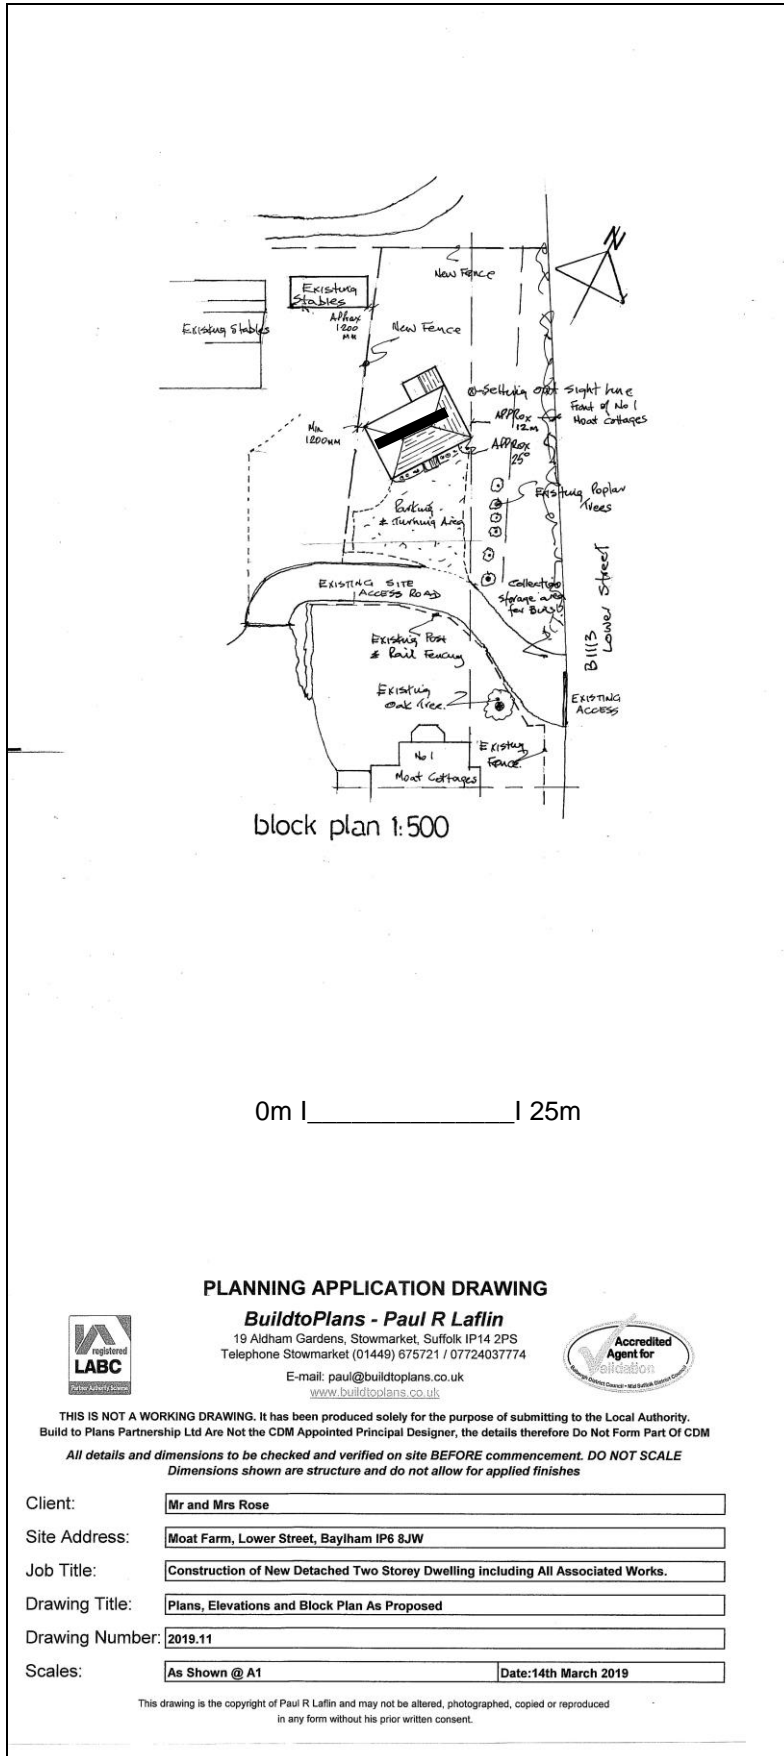 N
New Fence
Existing
Stables
Existing Stables
APProx
1200
MM
New Fence
Setting out Sight line
Front of No 1
Moat Cottages
APPROX
12m
Min
1200mm
APPROX
25°
Existing Poplar
Trees
Parking
& Turning Area
EXISTING SITE
ACCESS ROAD
Collection
Storage area
for Bins
B1113
Lower Street
Existing Post
& Rail Fencing
Existing
Oak Tree.
EXISTING
ACCESS
No 1
Moat Cottages
Existing
Fence.
block plan 1:500
0m I_______________I 25m
PLANNING APPLICATION DRAWING
BuildtoPlans - Paul R Laflin
19 Aldham Gardens, Stowmarket, Suffolk IP14 2PS
Telephone Stowmarket (01449) 675721 / 07724037774
E-mail: paul@buildtoplans.co.uk
www.buildtoplans.co.uk
registered
LABC
Partner Authority Scheme
Accredited
Agent for
Validation
Babergh District Council • Mid Suffolk District Council
THIS IS NOT A WORKING DRAWING. It has been produced solely for the purpose of submitting to the Local Authority.
Build to Plans Partnership Ltd Are Not the CDM Appointed Principal Designer, the details therefore Do Not Form Part Of CDM
All details and dimensions to be checked and verified on site BEFORE commencement. DO NOT SCALE
Dimensions shown are structure and do not allow for applied finishes
Client: Mr and Mrs Rose
Site Address: Moat Farm, Lower Street, Baylham IP6 8JW
Job Title: Construction of New Detached Two Storey Dwelling including All Associated Works.
Drawing Title: Plans, Elevations and Block Plan As Proposed
Drawing Number: 2019.11
Scales: As Shown @ A1 Date:14th March 2019
This drawing is the copyright of Paul R Laflin and may not be altered, photographed, copied or reproduced
in any form without his prior written consent.